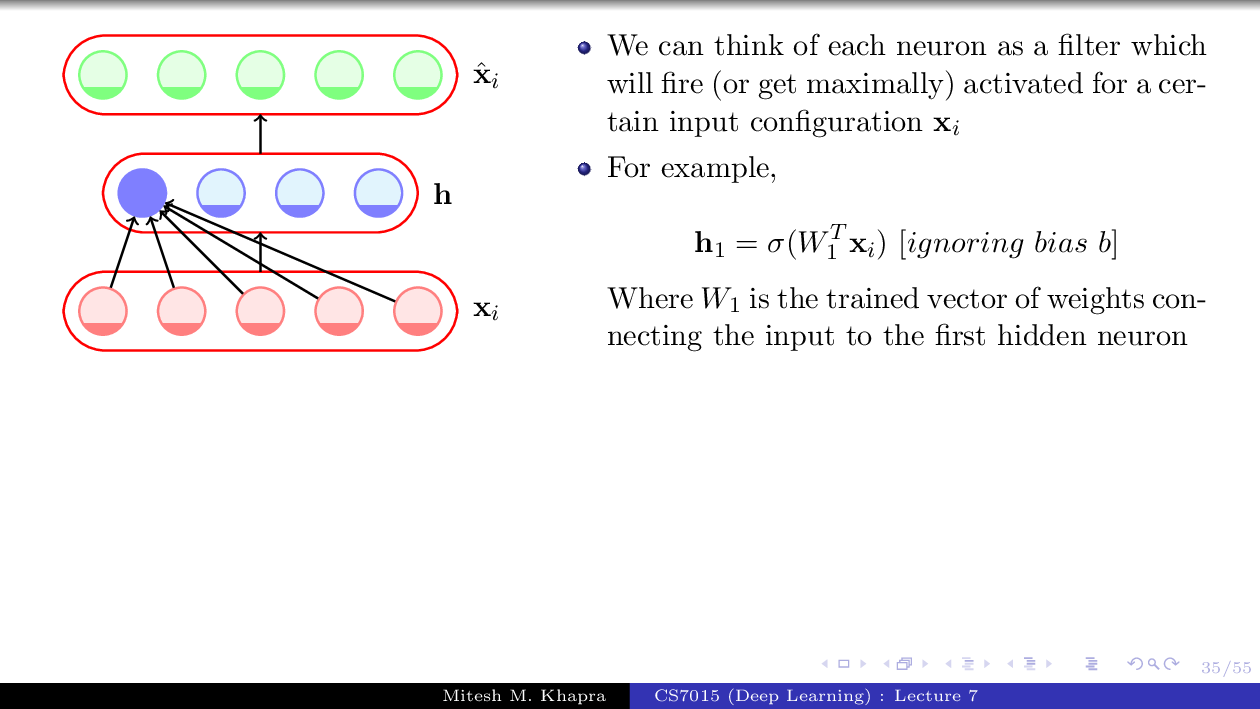 x̂ᵢ
h
xᵢ
We can think of each neuron as a filter which
will fire (or get maximally) activated for a cer-
tain input configuration xᵢ
For example,
h₁ = σ(W₁ᵀxᵢ) [ignoring bias b]
Where W₁ is the trained vector of weights con-
necting the input to the first hidden neuron
35/55
Mitesh M. Khapra
CS7015 (Deep Learning) : Lecture 7